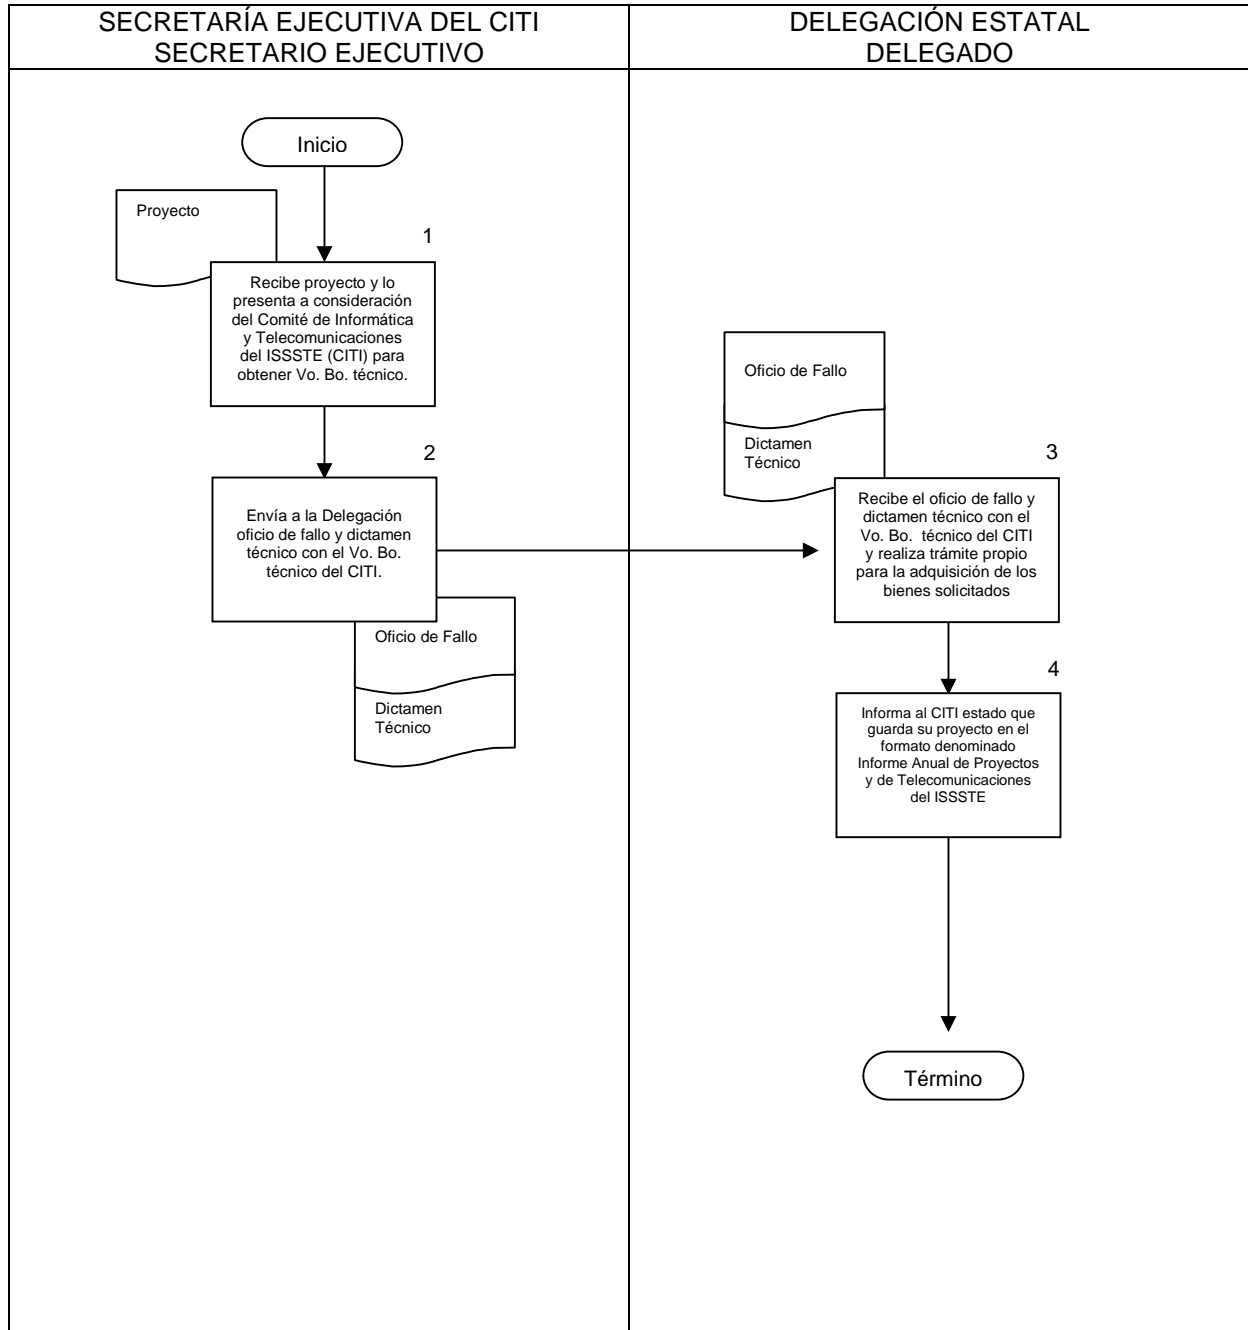 SECRETARÍA EJECUTIVA DEL CITI
SECRETARIO EJECUTIVO
DELEGACIÓN ESTATAL
DELEGADO
Inicio
Proyecto
1
Recibe proyecto y lo
presenta a consideración
del Comité de Informática
y Telecomunicaciones
del ISSSTE (CITI) para
obtener Vo. Bo. técnico.
2
Envía a la Delegación
oficio de fallo y dictamen
técnico con el Vo. Bo.
técnico del CITI.
Oficio de Fallo
Dictamen
Técnico
Oficio de Fallo
Dictamen
Técnico
3
Recibe el oficio de fallo y
dictamen técnico con el
Vo. Bo. técnico del CITI
y realiza trámite propio
para la adquisición de los
bienes solicitados
4
Informa al CITI estado que
guarda su proyecto en el
formato denominado
Informe Anual de Proyectos
y de Telecomunicaciones
del ISSSTE
Término